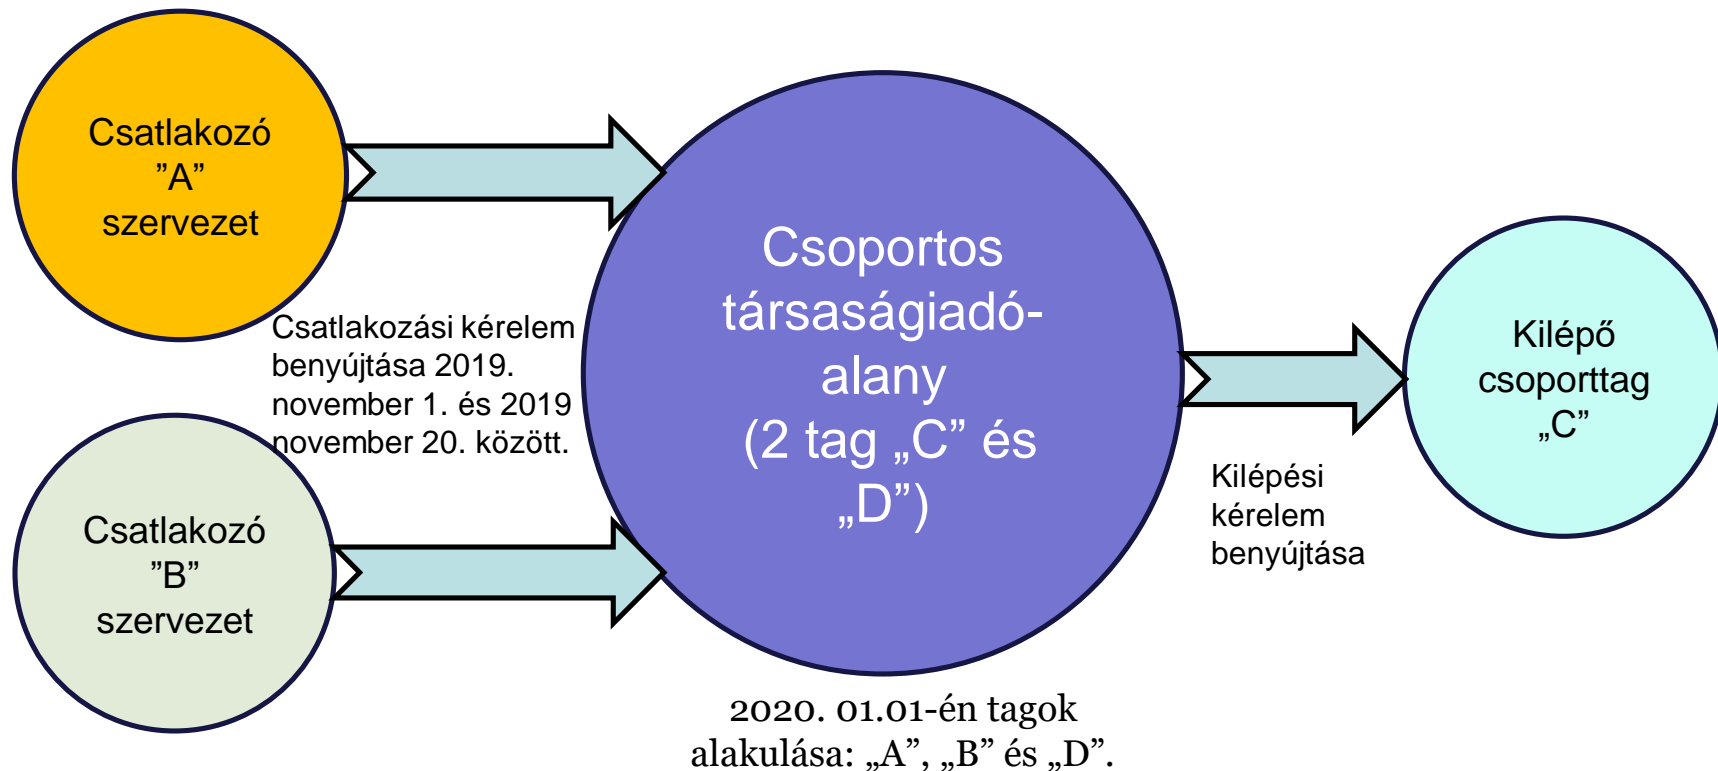 Csatlakozó
”A”
szervezet
Csatlakozási kérelem
benyújtása 2019.
november 1. és 2019
november 20. között.
Csatlakozó
”B”
szervezet
Csoportos
társaságiadó-
alany
(2 tag „C” és
„D”)
2020. 01.01-én tagok
alakulása: „A”, „B” és „D”.
Kilépési
kérelem
benyújtása
Kilépő
csoporttag
„C”